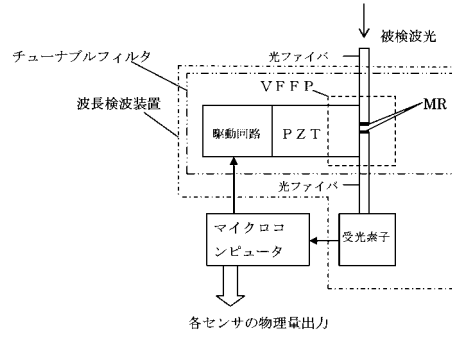 被検波光
光ファイバ
チューナブルフィルタ
ＶＦＦＰ
波長検波装置
MR
駆動回路
ＰＺＴ
光ファイバ
マイクロコ
ンピュータ
受光素子
各センサの物理量出力